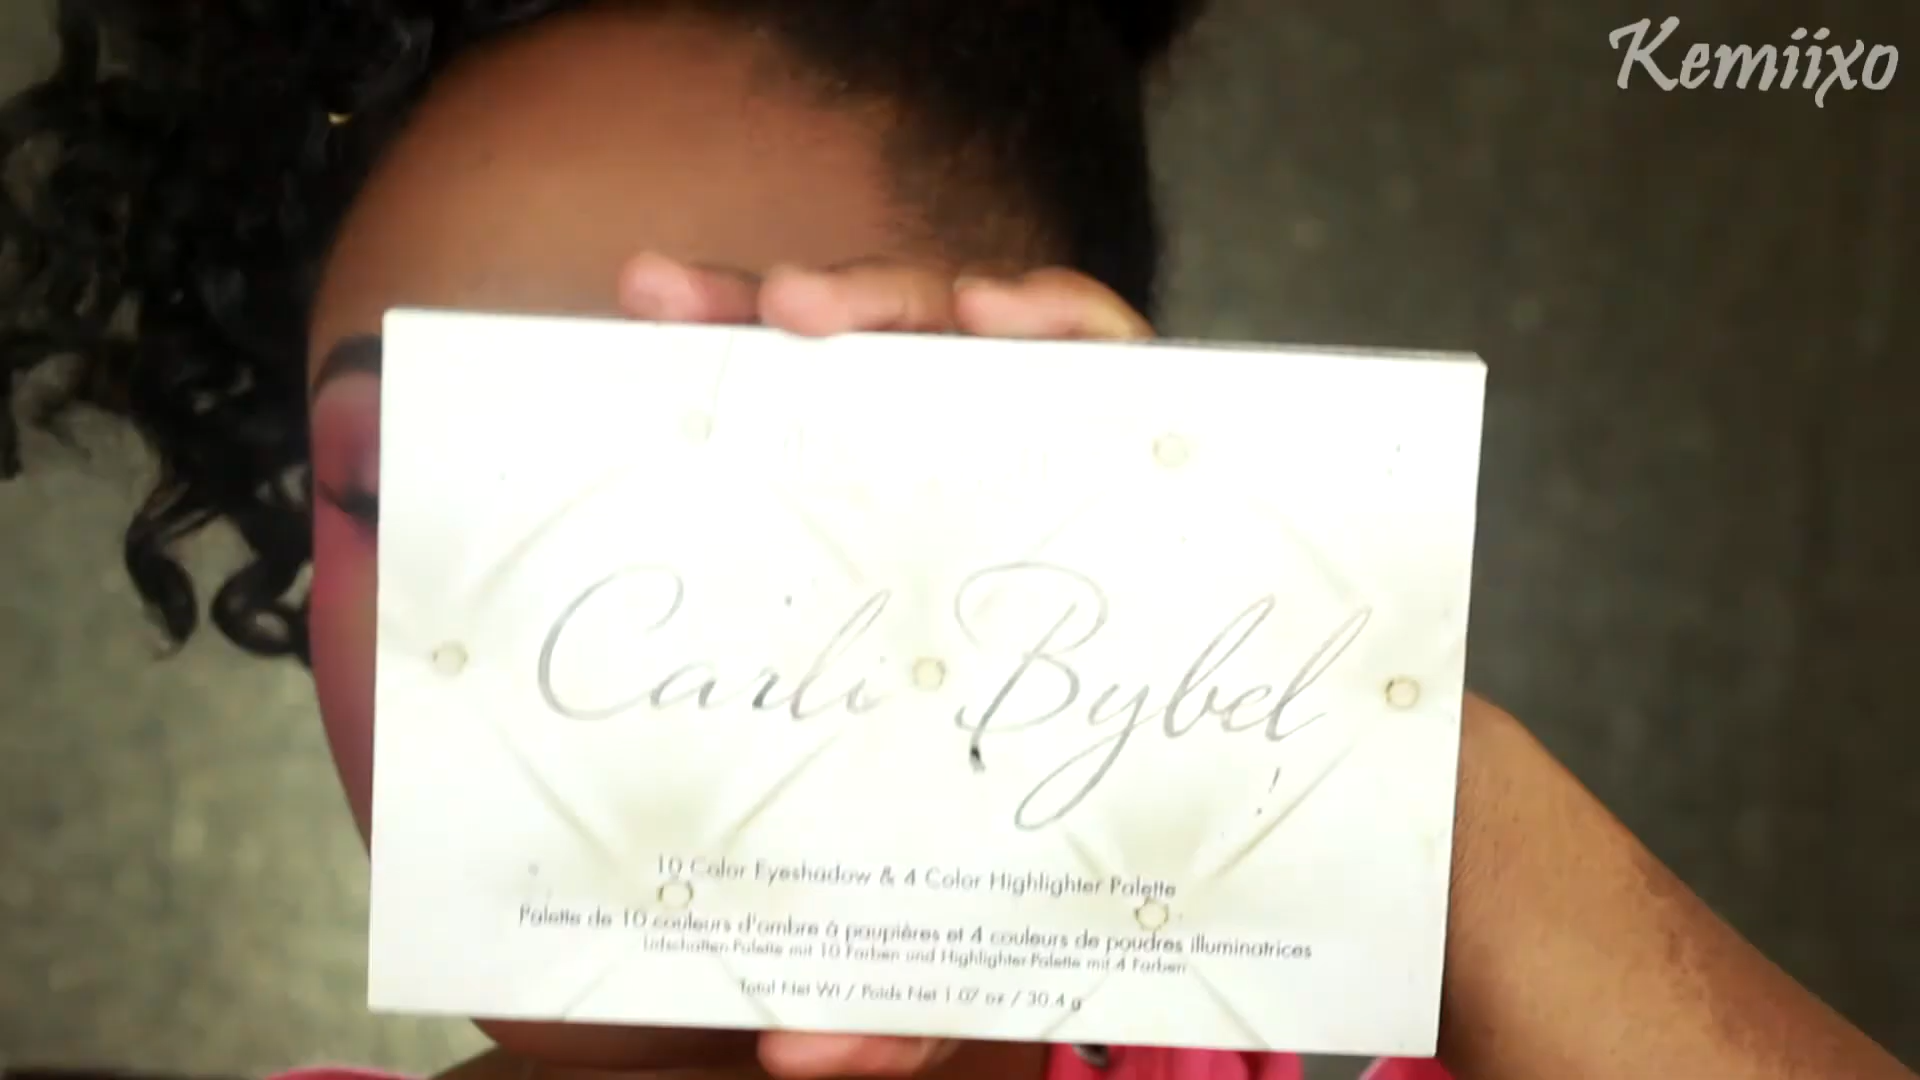 Kemiixo
Carli Bybel
10 Color Eyeshadow & 4 Color Highlighter Palette
Palette de 10 couleurs d'ombre à paupières et 4 couleurs de poudres illuminatrices
Lidschatten-Palette mit 10 Farben und Highlighter-Palette mit 4 Farben
Total Net Wt / Poids Net 1.07 oz / 30.4 g